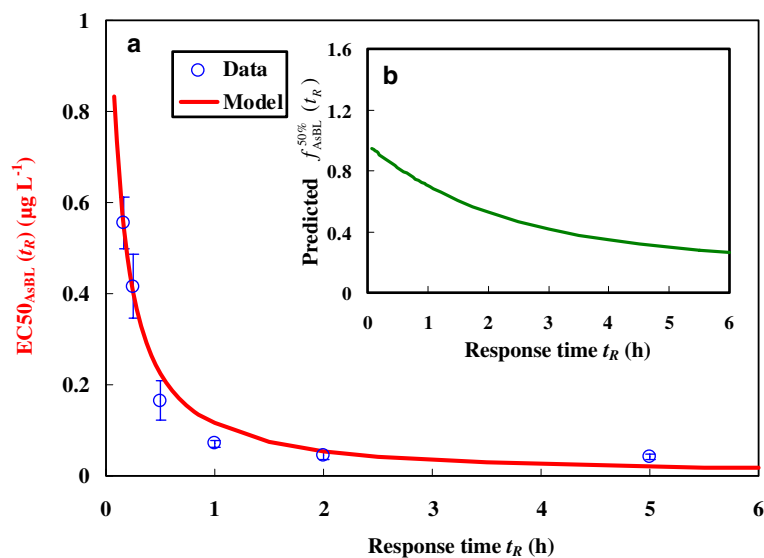 a
Data
Model
EC50AsBL (tR) (μg L-1)
1
0.8
0.6
0.4
0.2
0
0 1 2 3 4 5 6
Response time tR (h)
b
Predicted f50%AsBL (tR)
1.6
1.2
0.8
0.4
0
0 1 2 3 4 5 6
Response time tR (h)